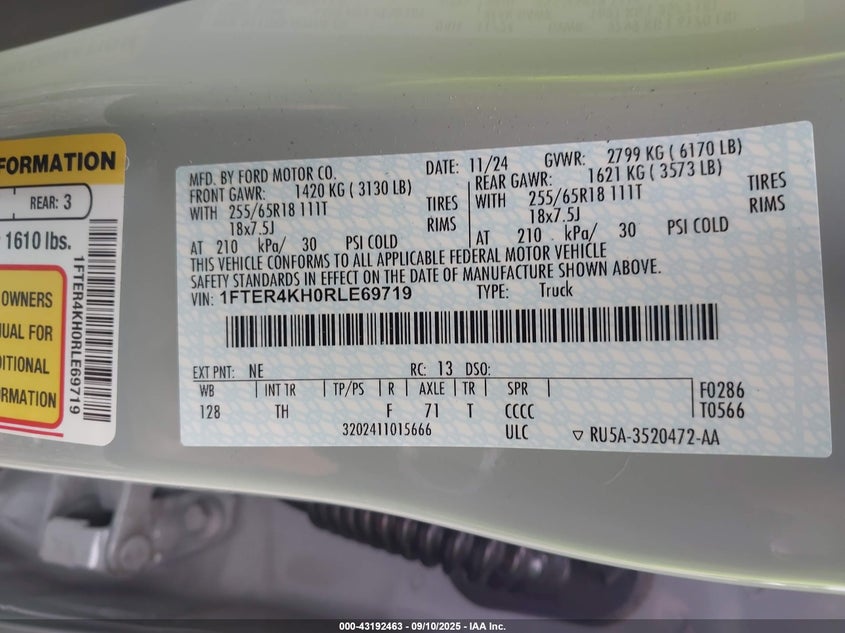 FORMATION
REAR: 3
1610 lbs.
OWNERS
UAL FOR
DITIONAL
ORMATION
1FTER4KH0RLE69719
MFD. BY FORD MOTOR CO. DATE: 11/24 GVWR: 2799 KG ( 6170 LB)
FRONT GAWR: 1420 KG ( 3130 LB) REAR GAWR: 1621 KG ( 3573 LB)
WITH 255/65R18 111T TIRES WITH 255/65R18 111T TIRES
18x7.5J RIMS 18x7.5J RIMS
AT 210 kPa/ 30 PSI COLD AT 210 kPa/ 30 PSI COLD
THIS VEHICLE CONFORMS TO ALL APPLICABLE FEDERAL MOTOR VEHICLE
SAFETY STANDARDS IN EFFECT ON THE DATE OF MANUFACTURE SHOWN ABOVE.
VIN: 1FTER4KH0RLE69719 TYPE: Truck
EXT PNT: NE RC: 13 DSO:
WB INT TR TP/PS R AXLE TR SPR F0286
128 TH F 71 T CCCC T0566
3202411015666 ULC ▽ RU5A-3520472-AA
000-43192463 - 09/10/2025 - IAA Inc.